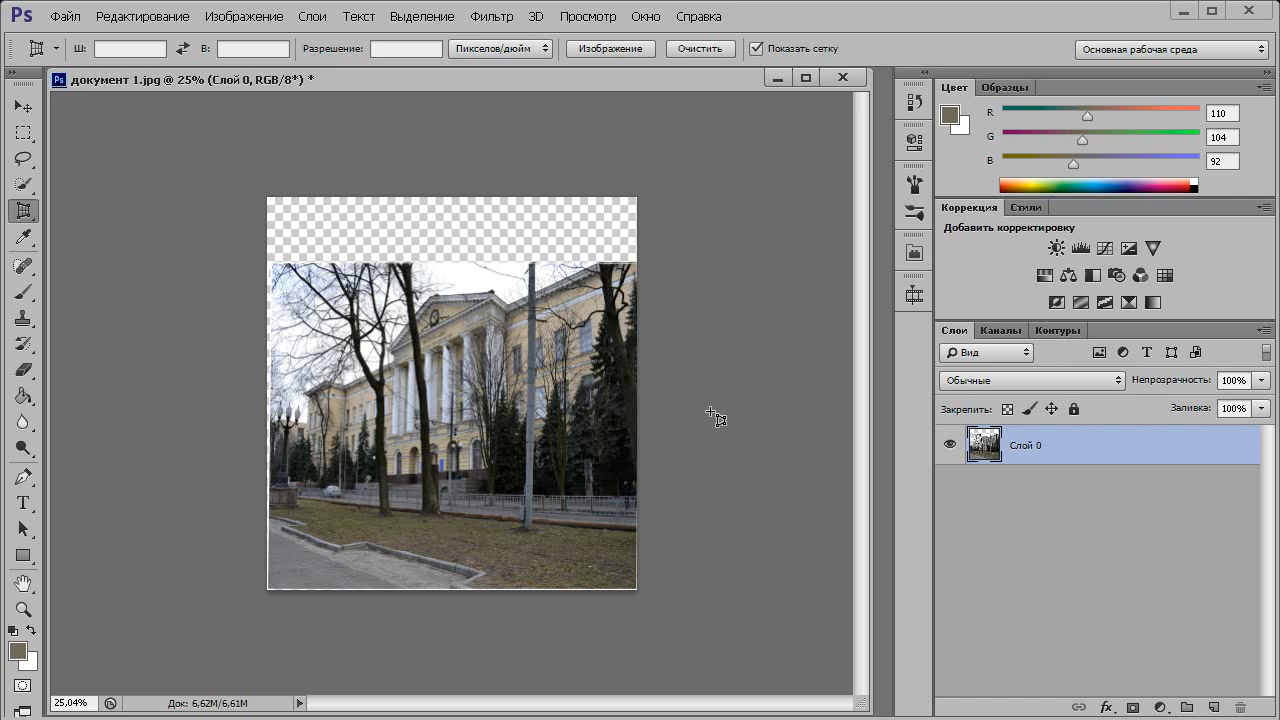 Ps Файл Редактирование Изображение Слои Текст Выделение Фильтр 3D Просмотр Окно Справка
Ш: В: Разрешение: Пикселов/дюйм Изображение Очистить Показать сетку Основная рабочая среда
Ps документ 1.jpg @ 25% (Слой 0, RGB/8*) *
Цвет Образцы
R 110
G 104
B 92
Коррекция Стили
Добавить корректировку
Слои Каналы Контуры
Вид
Обычные Непрозрачность: 100%
Закрепить: Заливка: 100%
Слой 0
25,04% Док: 6,62M/6,61M
fx